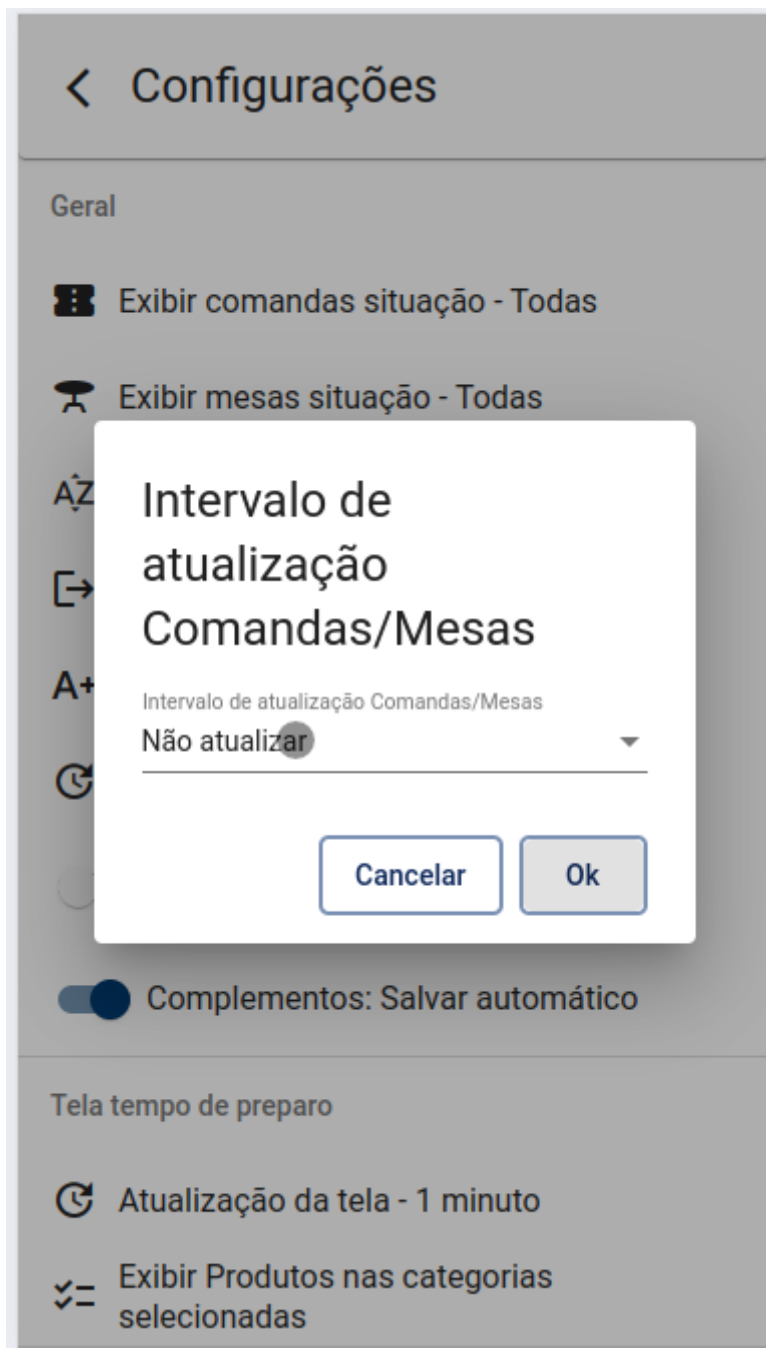 Configurações
Geral
Exibir comandas situação - Todas
Exibir mesas situação - Todas
AZ
A+
Intervalo de
atualização
Comandas/Mesas
Intervalo de atualização Comandas/Mesas
Não atualizar
Cancelar Ok
Complementos: Salvar automático
Tela tempo de preparo
Atualização da tela - 1 minuto
Exibir Produtos nas categorias
selecionadas